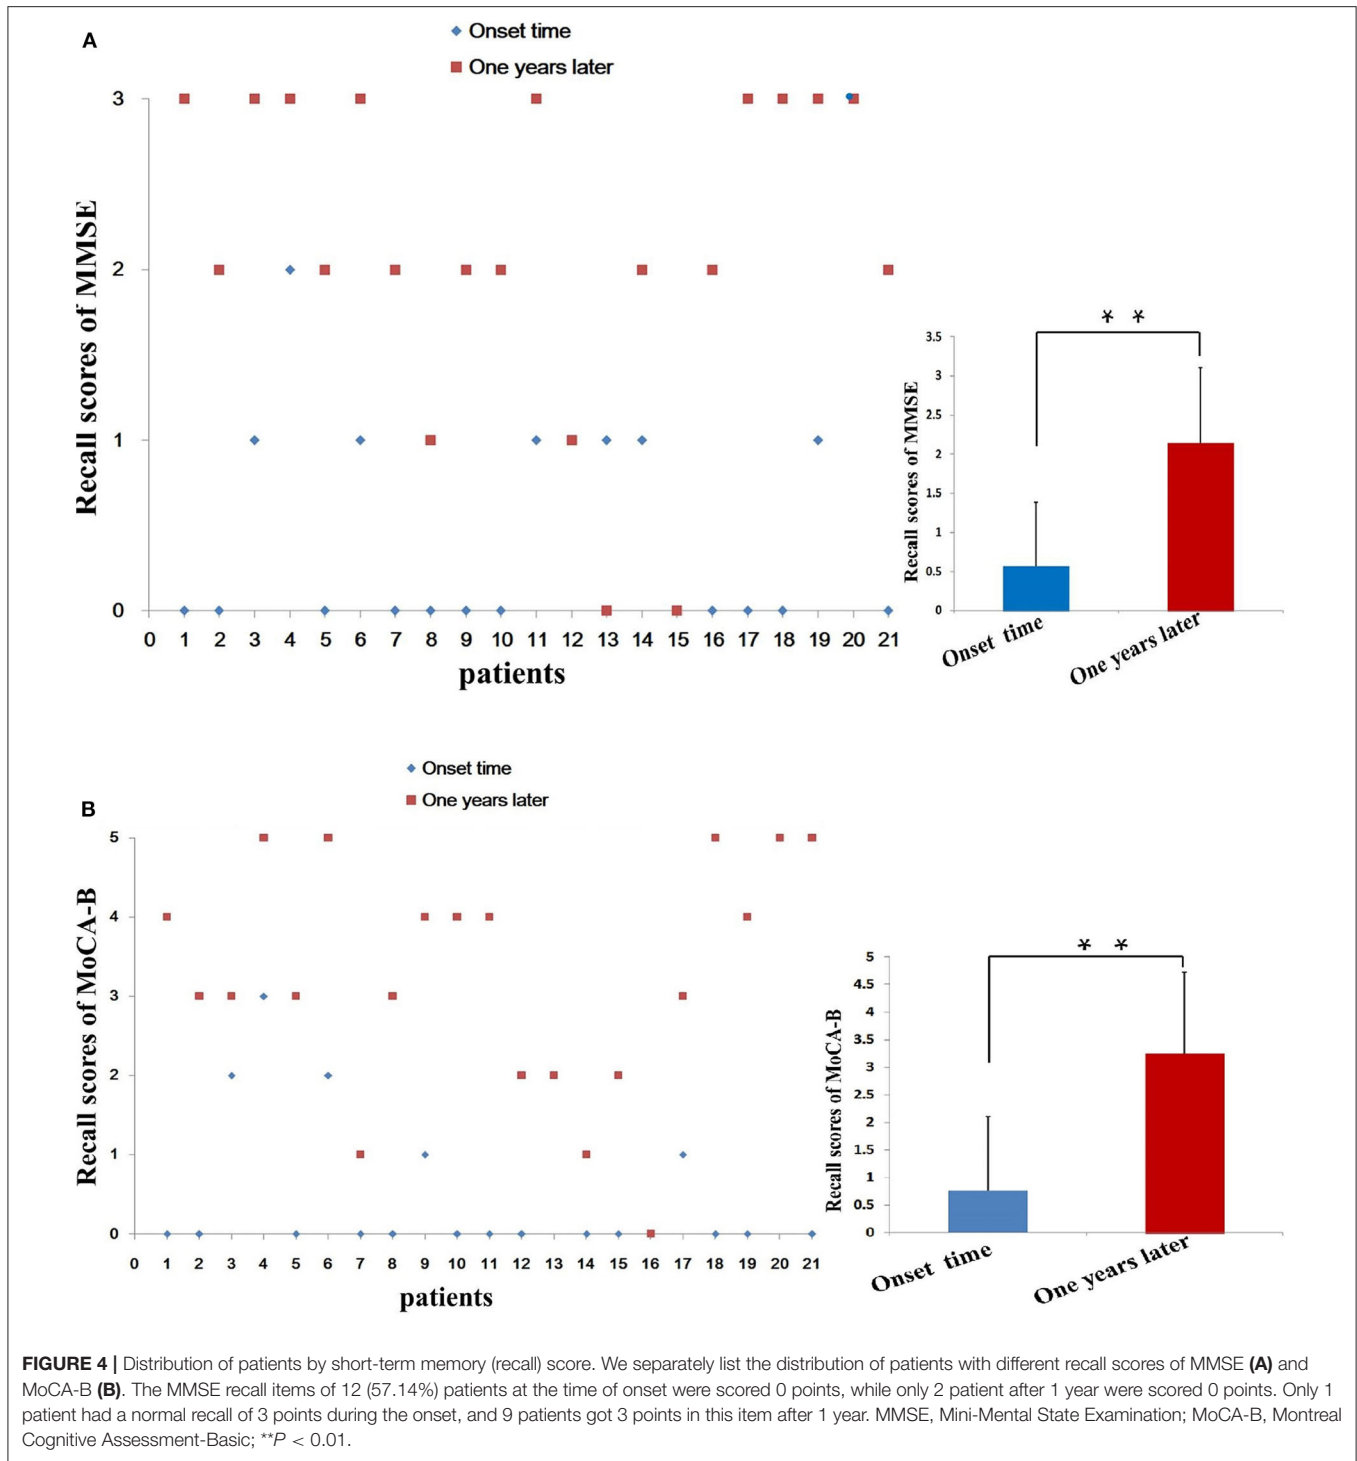 A
Onset time
One years later
3
2
1
0
Recall scores of MMSE
0 1 2 3 4 5 6 7 8 9 10 11 12 13 14 15 16 17 18 19 20 21
patients
* *
3.5
3
2.5
2
1.5
1
0.5
0
Recall scores of MMSE
Onset time
One years later
B
Onset time
One years later
5
4
3
2
1
0
Recall scores of MoCA-B
0 1 2 3 4 5 6 7 8 9 10 11 12 13 14 15 16 17 18 19 20 21
patients
* *
5
4.5
4
3.5
3
2.5
2
1.5
1
0.5
0
Recall scores of MoCA-B
Onset time
One years later
FIGURE 4 | Distribution of patients by short-term memory (recall) score. We separately list the distribution of patients with different recall scores of MMSE (A) and
MoCA-B (B). The MMSE recall items of 12 (57.14%) patients at the time of onset were scored 0 points, while only 2 patient after 1 year were scored 0 points. Only 1
patient had a normal recall of 3 points during the onset, and 9 patients got 3 points in this item after 1 year. MMSE, Mini-Mental State Examination; MoCA-B, Montreal
Cognitive Assessment-Basic; **P < 0.01.